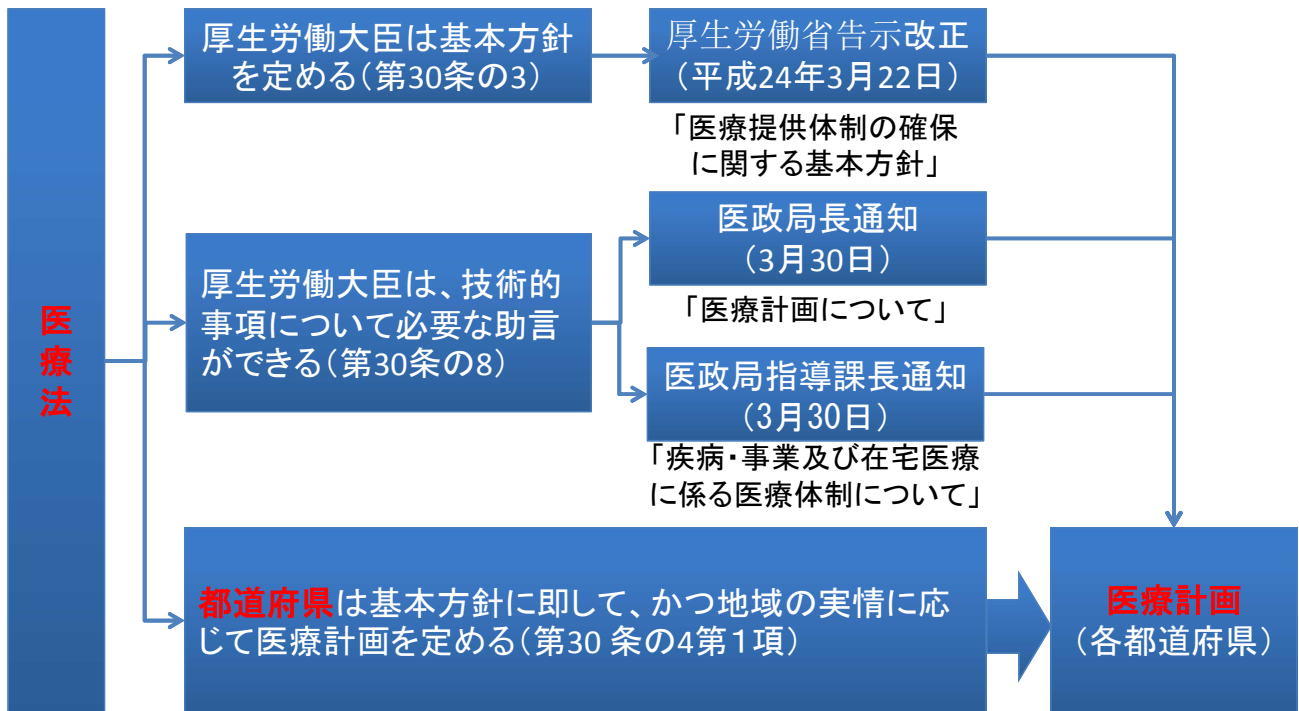 医療法
厚生労働大臣は基本方針
を定める（第30条の3）
厚生労働省告示改正
（平成24年3月22日）
「医療提供体制の確保
に関する基本方針」
厚生労働大臣は、技術的
事項について必要な助言
ができる（第30条の8）
医政局長通知
（3月30日）
「医療計画について」
医政局指導課長通知
（3月30日）
「疾病・事業及び在宅医療
に係る医療体制について」
都道府県は基本方針に即して、かつ地域の実情に応
じて医療計画を定める（第30 条の4第１項）
医療計画
（各都道府県）